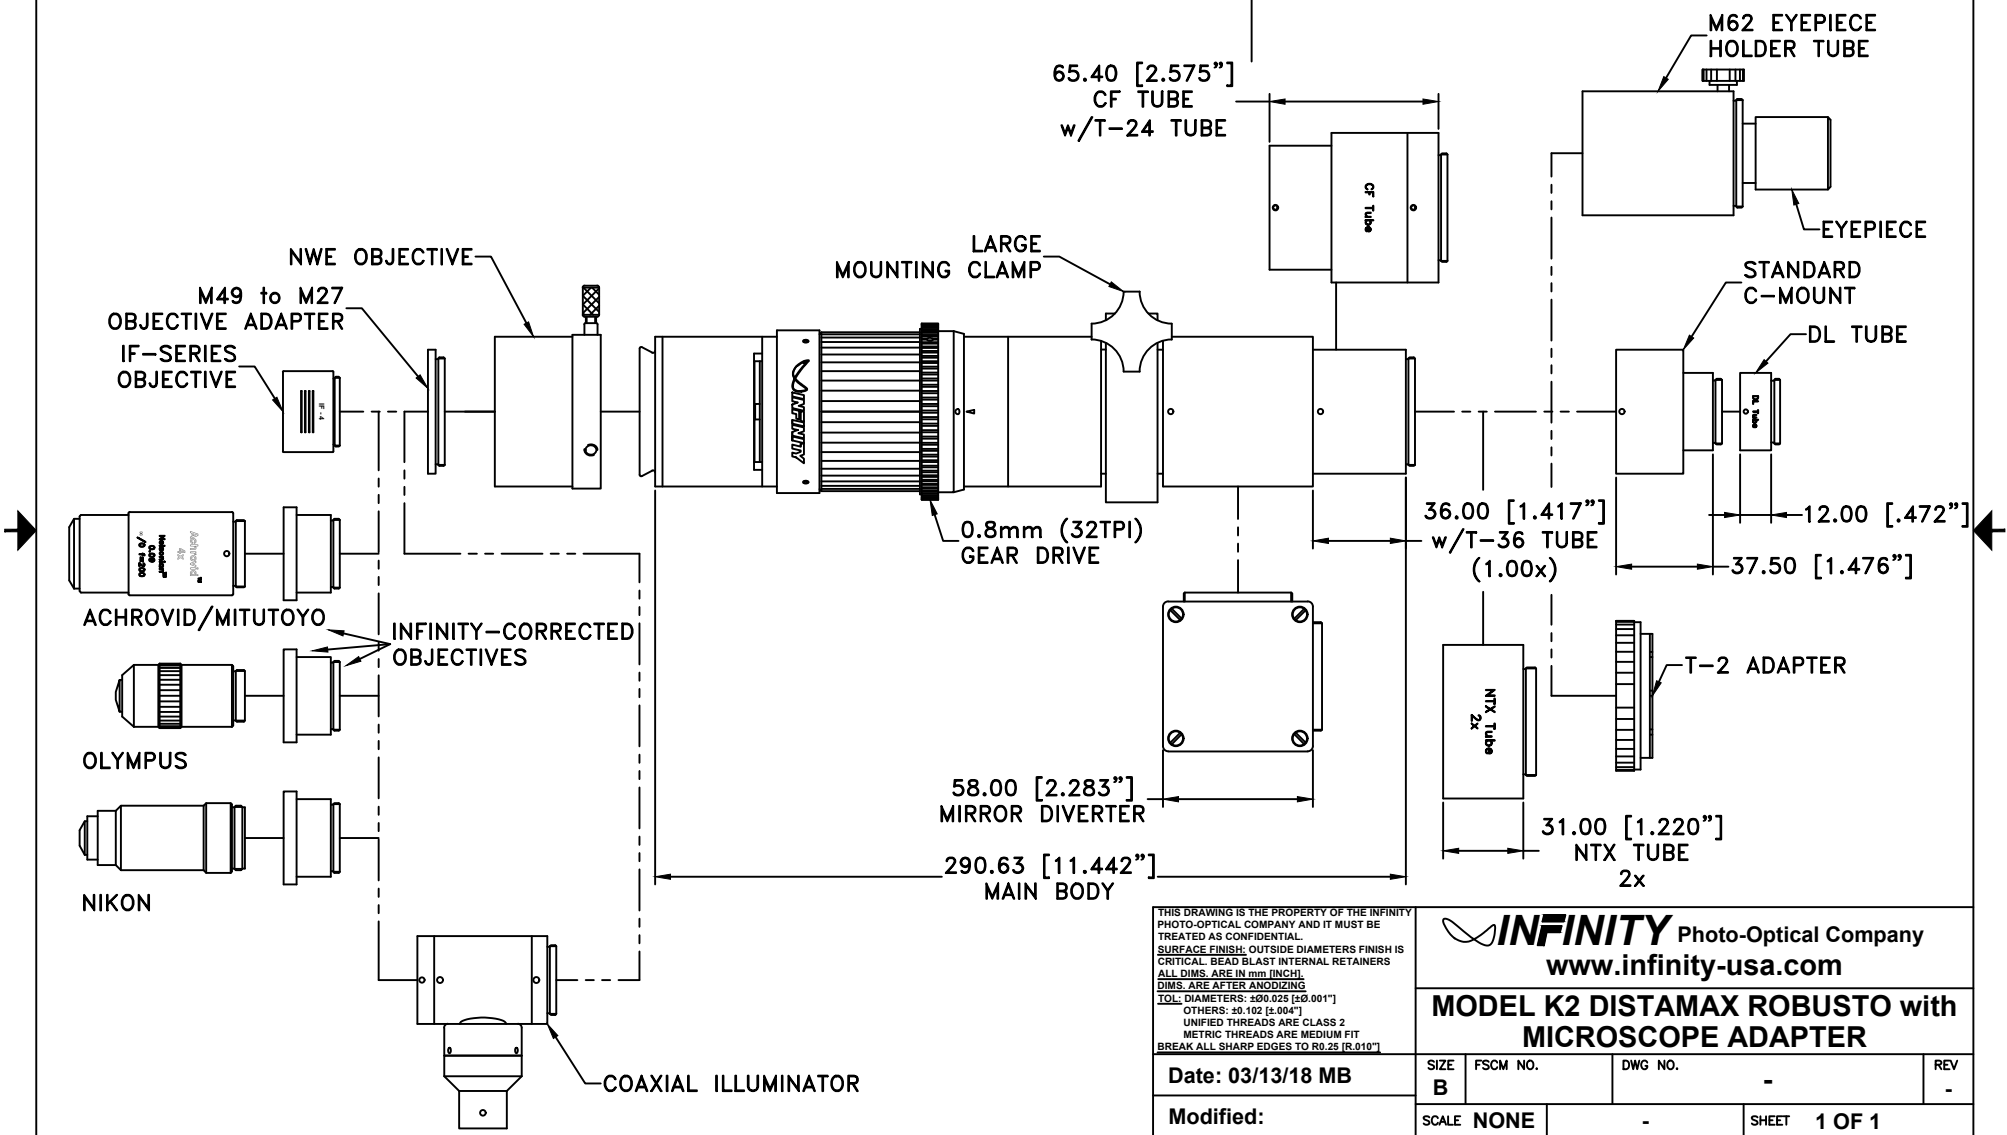 M62 EYEPIECE
HOLDER TUBE
65.40 [2.575”]
CF TUBE
w/T-24 TUBE
CF Tube
EYEPIECE
NWE OBJECTIVE
LARGE
MOUNTING CLAMP
STANDARD
C-MOUNT
M49 to M27
OBJECTIVE ADAPTER
DL TUBE
IF-SERIES
OBJECTIVE
IF-4
INFINITY
DL Tube
0.8mm (32TPI)
GEAR DRIVE
36.00 [1.417”]
w/T-36 TUBE
(1.00x)
12.00 [.472”]
37.50 [1.476”]
Achrovid™
4x
0.09
∞/0 f=200
ACHROVID/MITUTOYO
INFINITY-CORRECTED
OBJECTIVES
T-2 ADAPTER
NTX Tube
2x
OLYMPUS
58.00 [2.283”]
MIRROR DIVERTER
31.00 [1.220”]
NTX TUBE
2x
290.63 [11.442”]
MAIN BODY
NIKON
COAXIAL ILLUMINATOR
THIS DRAWING IS THE PROPERTY OF THE INFINITY
PHOTO-OPTICAL COMPANY AND IT MUST BE
TREATED AS CONFIDENTIAL.
SURFACE FINISH: OUTSIDE DIAMETERS FINISH IS
CRITICAL. BEAD BLAST INTERNAL RETAINERS
ALL DIMS. ARE IN mm [INCH].
DIMS. ARE AFTER ANODIZING
TOL: DIAMETERS: ±Ø0.025 [±Ø.001"]
OTHERS: ±0.102 [±.004"]
UNIFIED THREADS ARE CLASS 2
METRIC THREADS ARE MEDIUM FIT
BREAK ALL SHARP EDGES TO R0.25 [R.010"]
INFINITY Photo-Optical Company
www.infinity-usa.com
MODEL K2 DISTAMAX ROBUSTO with
MICROSCOPE ADAPTER
Date: 03/13/18 MB
SIZE
B
FSCM NO.
DWG NO.
-
REV
-
Modified:
SCALE NONE
-
SHEET 1 OF 1